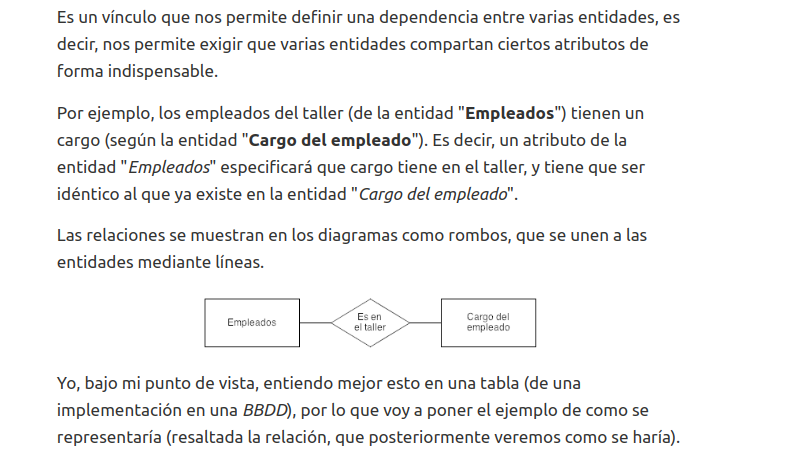 Es un vínculo que nos permite definir una dependencia entre varias entidades, es
decir, nos permite exigir que varias entidades compartan ciertos atributos de
forma indispensable.
Por ejemplo, los empleados del taller (de la entidad "Empleados") tienen un
cargo (según la entidad "Cargo del empleado"). Es decir, un atributo de la
entidad "Empleados" especificará que cargo tiene en el taller, y tiene que ser
idéntico al que ya existe en la entidad "Cargo del empleado".
Las relaciones se muestran en los diagramas como rombos, que se unen a las
entidades mediante líneas.
Empleados
Es en
el taller
Cargo del
empleado
Yo, bajo mi punto de vista, entiendo mejor esto en una tabla (de una
implementación en una BBDD), por lo que voy a poner el ejemplo de como se
representaría (resaltada la relación, que posteriormente veremos como se haría).